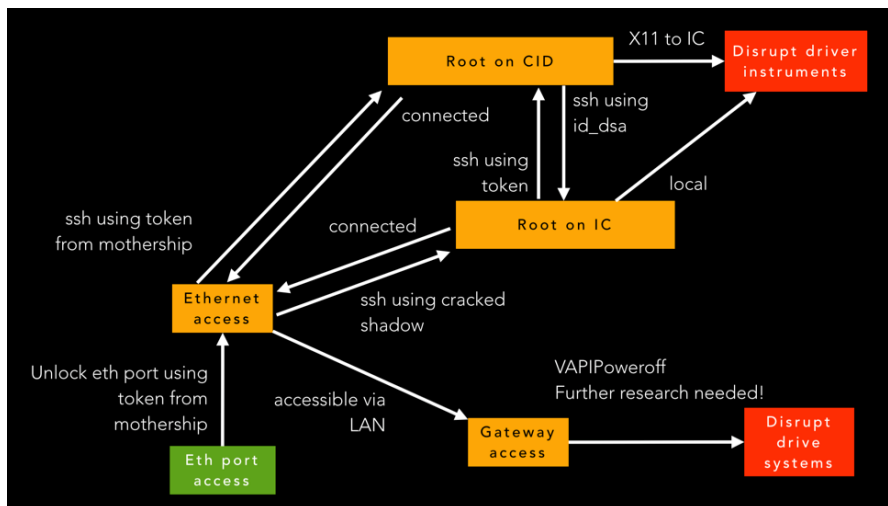 X11 to IC
Root on CID
Disrupt driver
instruments
connected
ssh using
id_dsa
ssh using
token
local
ssh using token
from mothership
connected
Root on IC
Ethernet
access
ssh using cracked
shadow
Unlock eth port using
token from
mothership
accessible via
LAN
VAPIPoweroff
Further research needed!
Eth port
access
Gateway
access
Disrupt
drive
systems